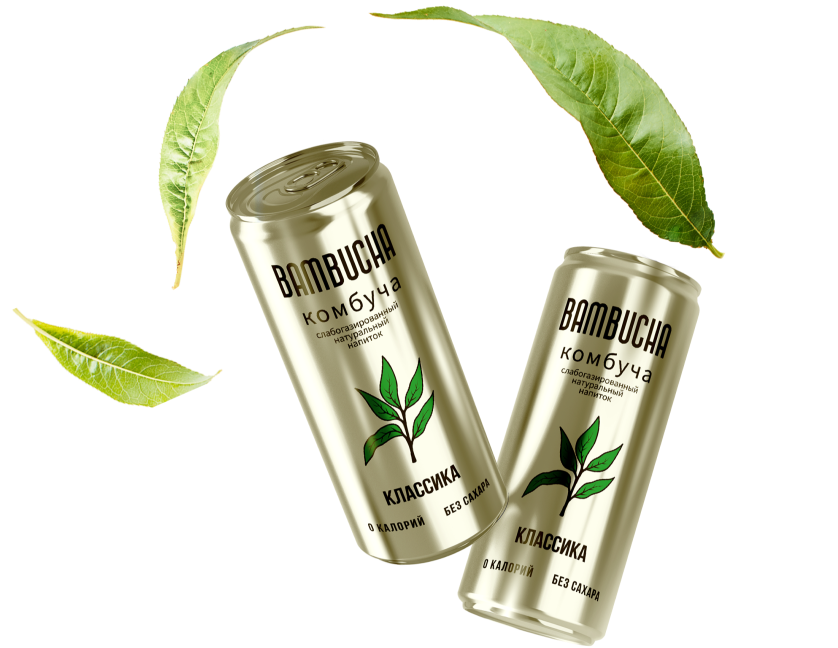 BAMBUCHA
комбуча
слабогазированный
натуральный
напиток
КЛАССИКА
0 КАЛОРИЙ
БЕЗ САХАРА
BAMBUCHA
комбуча
слабогазированный
натуральный
напиток
КЛАССИКА
0 КАЛОРИЙ
БЕЗ САХАРА